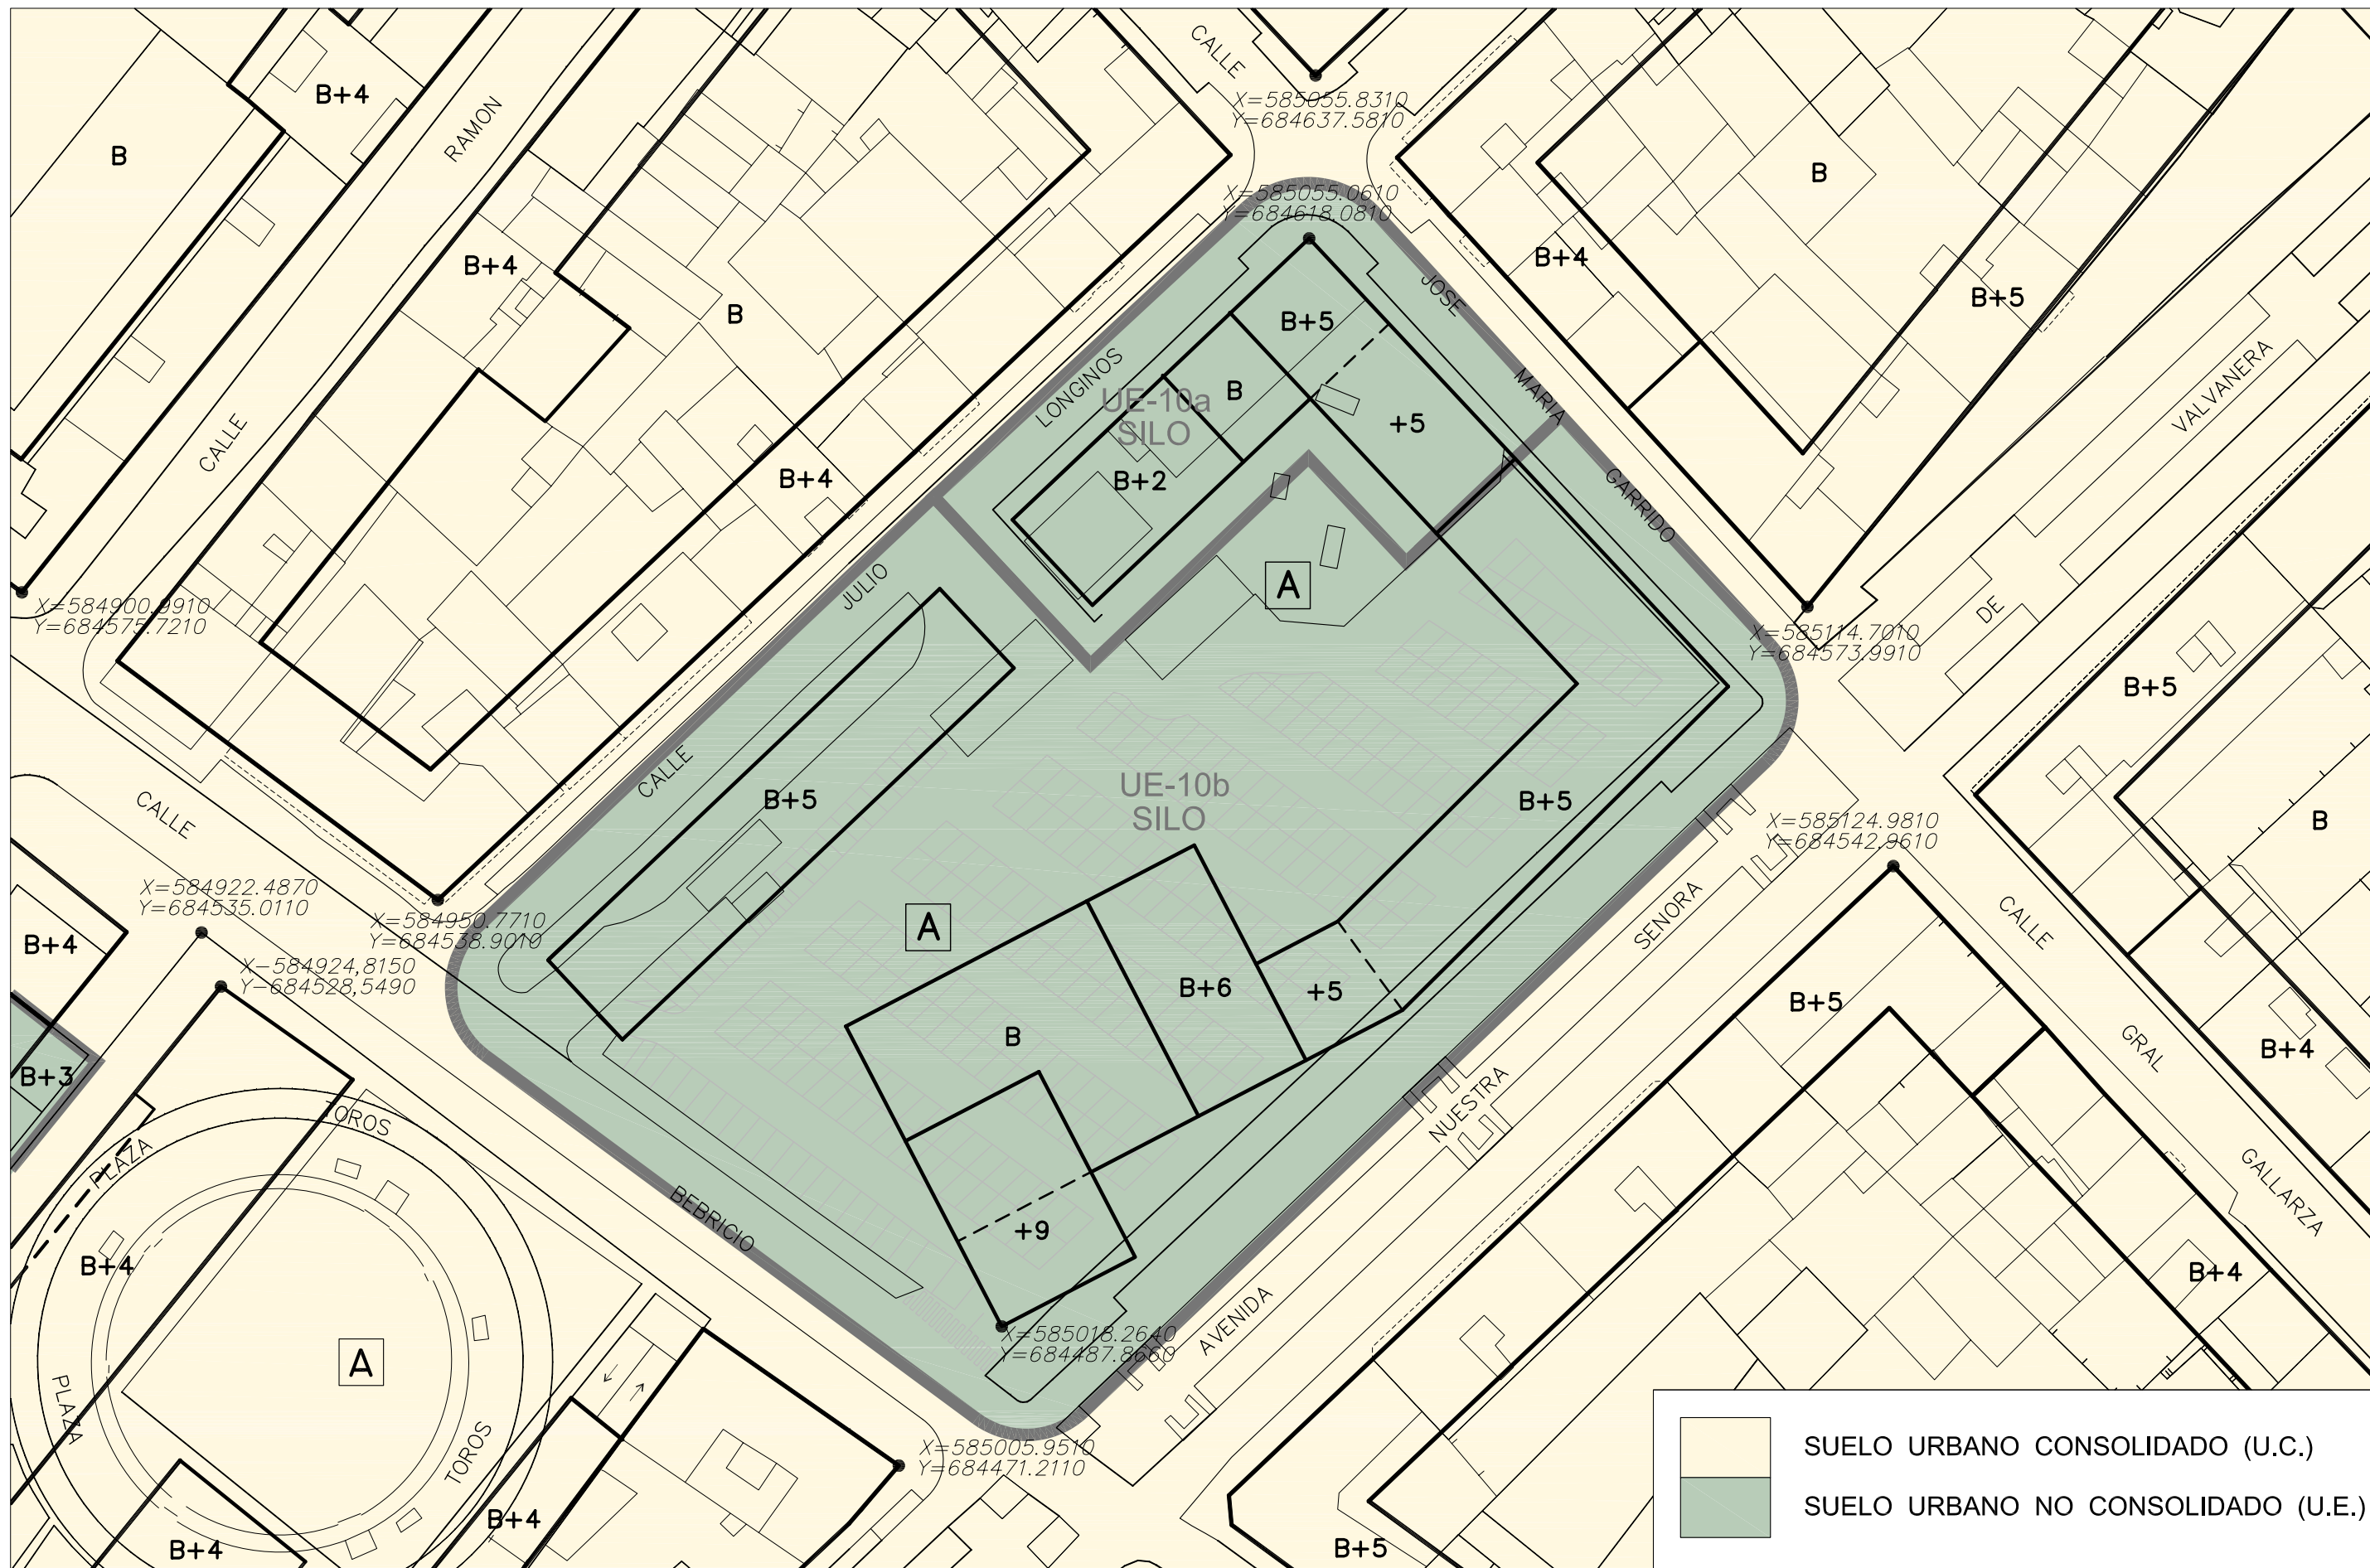 CALLE
X=585055.8310
Y=684637.5810
B+4
B
RAMON
B
X=585055.0610
Y=684618.0810
B+4
B+4
B+5
JOSE
B
B+5
LONGINOS
VALVANERA
B
MARIA
UE-10a
SILO
+5
CALLE
B+4
B+2
GARRIDO
JULIO
A
X=584900.9910
Y=684575.7210
DE
X=585114.7010
Y=684573.9910
B+5
CALLE
UE-10b
SILO
B+5
B+5
CALLE
B
X=585124.9810
Y=684542.9610
X=584922.4870
Y=684535.0110
SENORA
A
CALLE
X=584950.7710
Y=684538.9010
B+4
X=584924,8150
Y=684528,5490
B+6
+5
B+5
B
GRAL
B+4
B+3
NUESTRA
TOROS
PLAZA
GALLARZA
BEBRICIO
+9
B+4
B+4
AVENIDA
X=585018.2640
Y=684487.8660
A
PLAZA
TOROS
X=585005.9510
Y=684471.2110
B+4
B+4
B+5
SUELO URBANO CONSOLIDADO (U.C.)
SUELO URBANO NO CONSOLIDADO (U.E.)